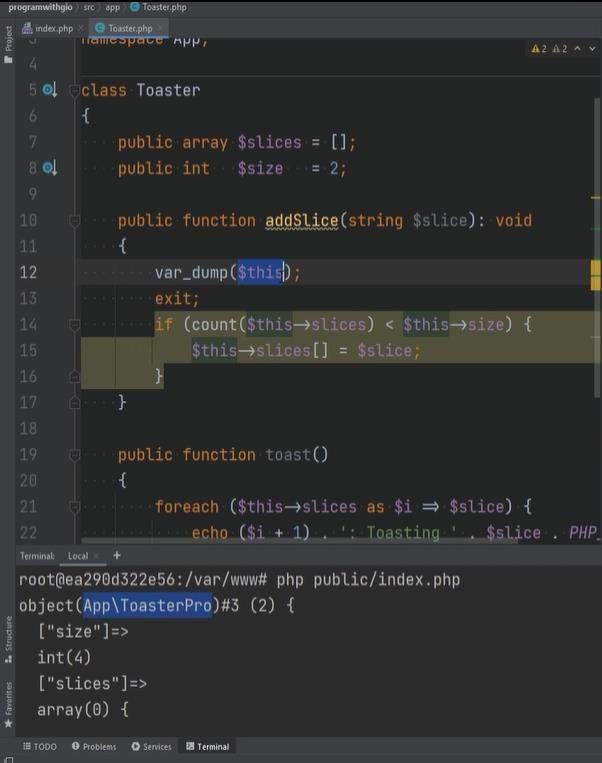 programwithgio › src › app › Toaster.php
Project
index.php × Toaster.php ×
3 namespace App;
2 2
4
5 class Toaster
6 {
7 public array $slices = [];
8 public int $size = 2;
9
10 public function addSlice(string $slice): void
11 {
12 var_dump($this);
13 exit;
14 if (count($this→slices) < $this→size) {
15 $this→slices[] = $slice;
16 }
17 }
18
19 public function toast()
20 {
21 foreach ($this→slices as $i ⇒ $slice) {
22 echo ($i + 1) . ': Toasting ' . $slice . PHP_
Terminal: Local × +
root@ea290d322e56:/var/www# php public/index.php
object(App\ToasterPro)#3 (2) {
["size"]=>
int(4)
["slices"]=>
array(0) {
Structure
Favorites
TODO Problems Services Terminal